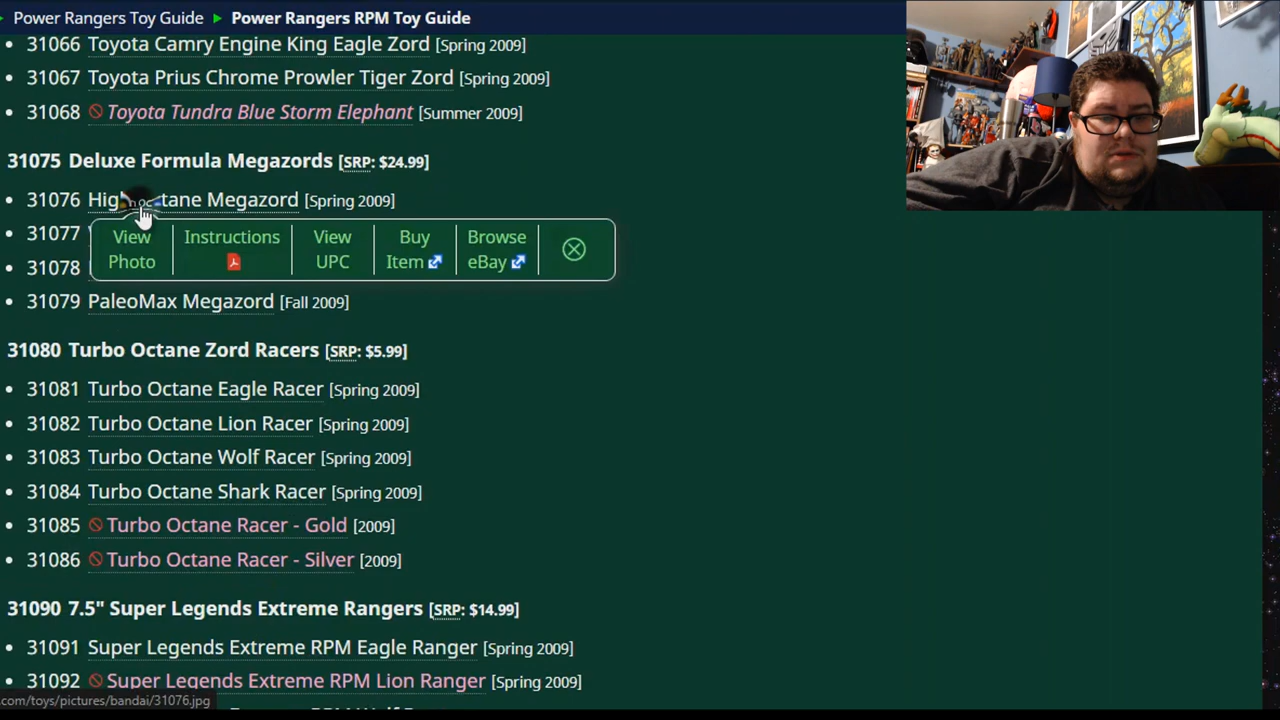 Power Rangers Toy Guide ▶ Power Rangers RPM Toy Guide
• 31066 Toyota Camry Engine King Eagle Zord [Spring 2009]
• 31067 Toyota Prius Chrome Prowler Tiger Zord [Spring 2009]
• 31068 Toyota Tundra Blue Storm Elephant [Summer 2009]
31075 Deluxe Formula Megazords [SRP: $24.99]
• 31076 High Octane Megazord [Spring 2009]
• 31077
View Photo Instructions View UPC Buy Item Browse eBay
• 31078
• 31079 PaleoMax Megazord [Fall 2009]
31080 Turbo Octane Zord Racers [SRP: $5.99]
• 31081 Turbo Octane Eagle Racer [Spring 2009]
• 31082 Turbo Octane Lion Racer [Spring 2009]
• 31083 Turbo Octane Wolf Racer [Spring 2009]
• 31084 Turbo Octane Shark Racer [Spring 2009]
• 31085 Turbo Octane Racer - Gold [2009]
• 31086 Turbo Octane Racer - Silver [2009]
31090 7.5" Super Legends Extreme Rangers [SRP: $14.99]
• 31091 Super Legends Extreme RPM Eagle Ranger [Spring 2009]
• 31092 Super Legends Extreme RPM Lion Ranger [Spring 2009]
.com/toys/pictures/bandai/31076.jpg